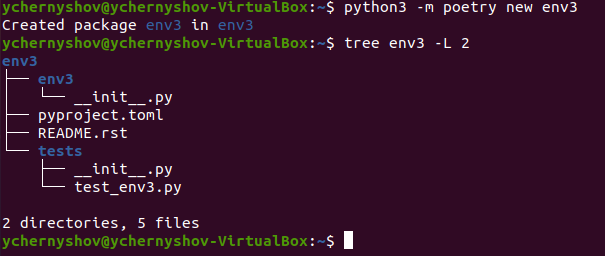 ychernyshov@ychernyshov-VirtualBox:~$ python3 -m poetry new env3
Created package env3 in env3
ychernyshov@ychernyshov-VirtualBox:~$ tree env3 -L 2
env3
├── env3
│   └── __init__.py
├── pyproject.toml
├── README.rst
└── tests
    ├── __init__.py
    └── test_env3.py
2 directories, 5 files
ychernyshov@ychernyshov-VirtualBox:~$